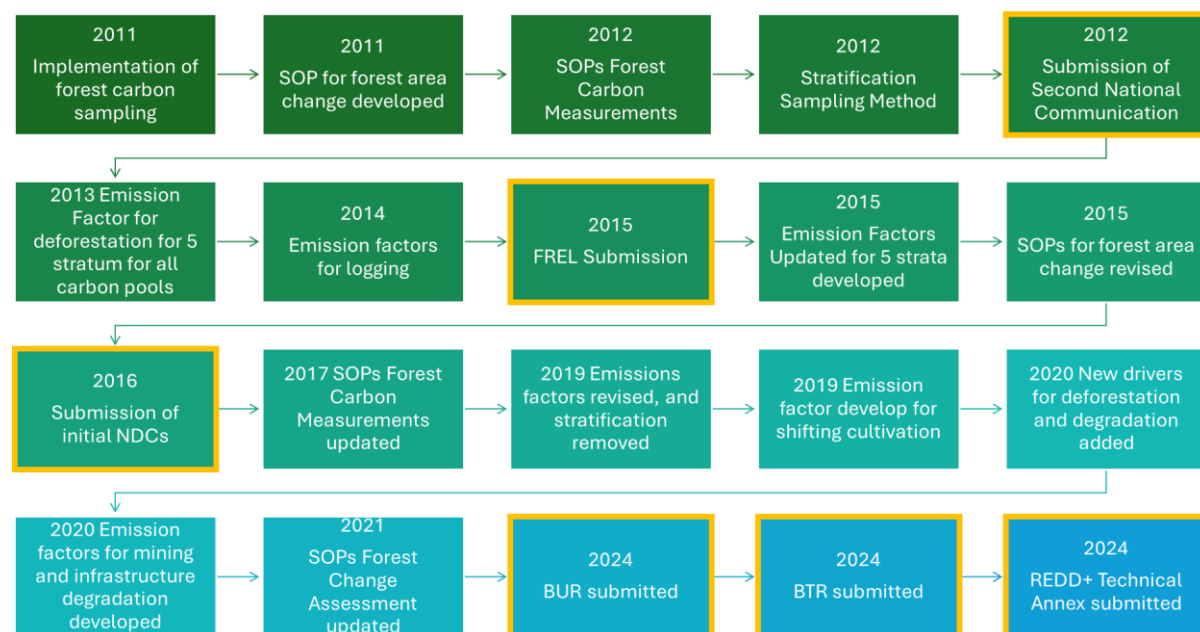 2011
Implementation of
forest carbon
sampling
2011
SOP for forest area
change developed
2012
SOPs Forest
Carbon
Measurements
2012
Stratification
Sampling Method
2012
Submission of
Second National
Communication
2013 Emission
Factor for
deforestation for 5
stratum for all
carbon pools
2014
Emission factors
for logging
2015
FREL Submission
2015
Emission Factors
Updated for 5 strata
developed
2015
SOPs for forest area
change revised
2016
Submission of
initial NDCs
2017 SOPs Forest
Carbon
Measurements
updated
2019 Emissions
factors revised, and
stratification
removed
2019 Emission
factor develop for
shifting cultivation
2020 New drivers
for deforestation
and degradation
added
2020 Emission
factors for mining
and infrastructure
degradation
developed
2021
SOPs Forest
Change
Assessment
updated
2024
BUR submitted
2024
BTR submitted
2024
REDD+ Technical
Annex submitted